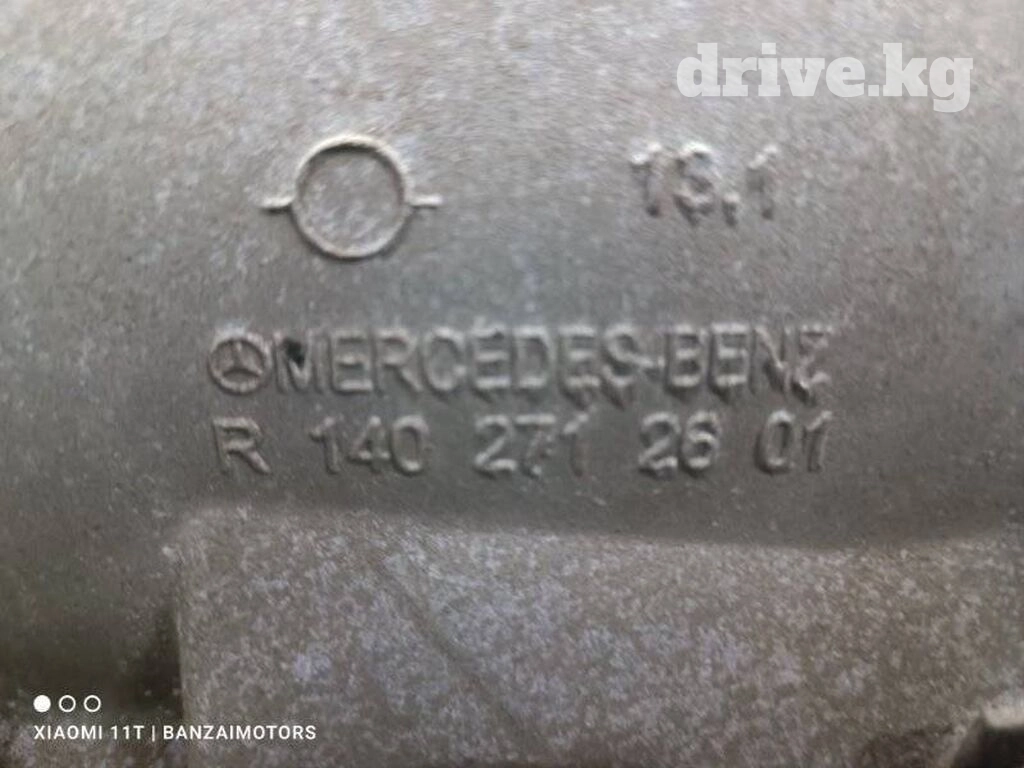 drive.kg
13.1
MERCEDES-BENZ
R 140 271 26 01
XIAOMI 11T | BANZAIMOTORS